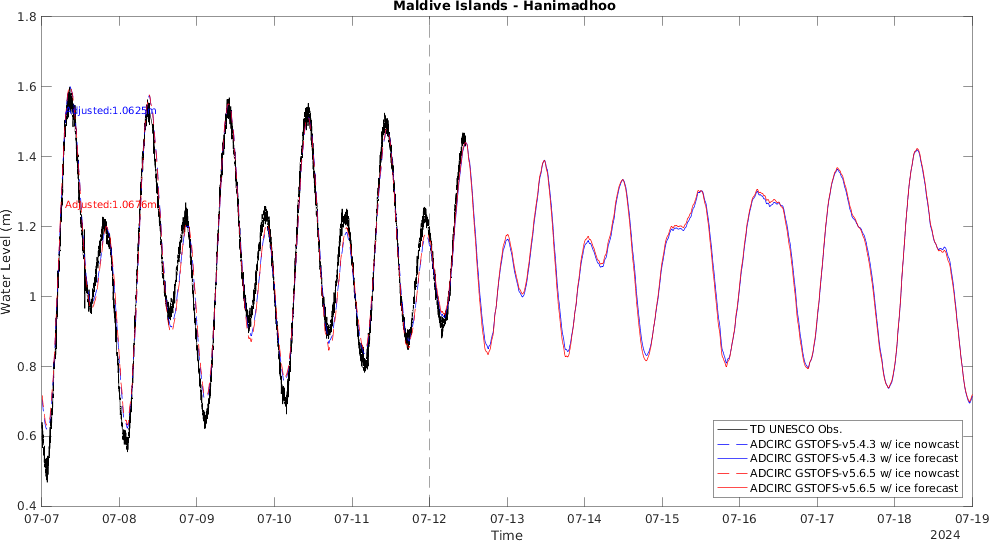 Maldive Islands - Hanimadhoo
1.8
1.6
1.4
1.2
1
0.8
0.6
0.4
Water Level (m)
Adjusted:1.0625m
Adjusted:1.0676m
TD UNESCO Obs.
ADCIRC GSTOFS-v5.4.3 w/ ice nowcast
ADCIRC GSTOFS-v5.4.3 w/ ice forecast
ADCIRC GSTOFS-v5.6.5 w/ ice nowcast
ADCIRC GSTOFS-v5.6.5 w/ ice forecast
07-07 07-08 07-09 07-10 07-11 07-12 07-13 07-14 07-15 07-16 07-17 07-18 07-19
Time
2024